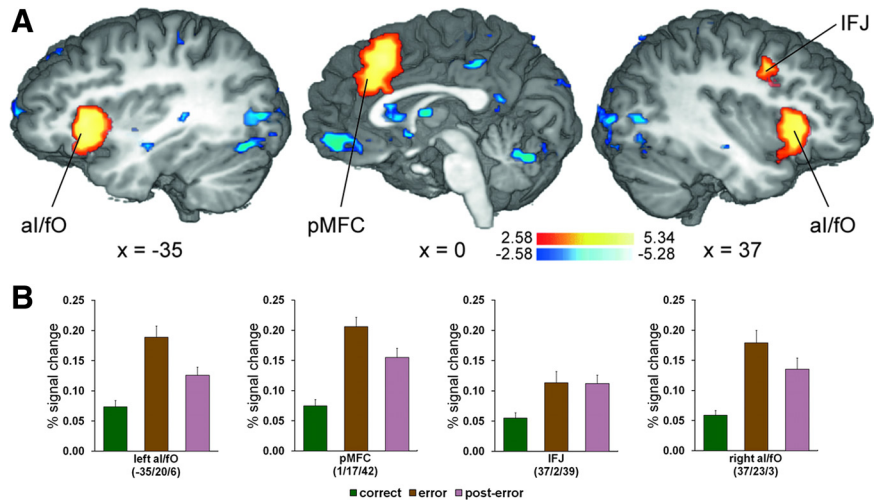 A
IFJ
aI/fO
pMFC
aI/fO
x = -35
x = 0
2.58 5.34
-2.58 -5.28
x = 37
B
0.25
0.20
0.15
0.10
0.05
0.00
% signal change
left aI/fO
(-35/20/6)
0.25
0.20
0.15
0.10
0.05
0.00
% signal change
pMFC
(1/17/42)
0.25
0.20
0.15
0.10
0.05
0.00
% signal change
IFJ
(37/2/39)
0.25
0.20
0.15
0.10
0.05
0.00
% signal change
right aI/fO
(37/23/3)
correct error post-error